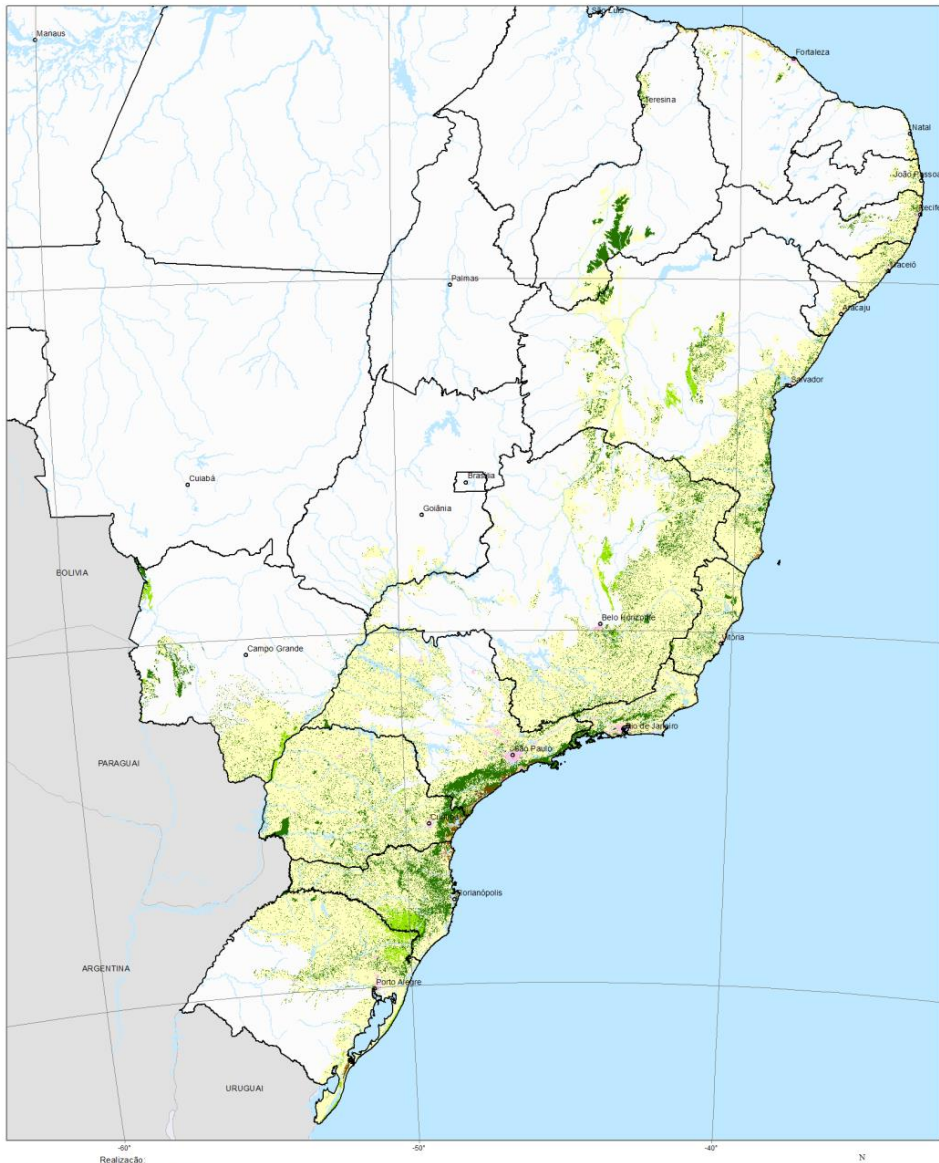 São Luís
Manaus
Fortaleza
Teresina
Natal
João Pessoa
Recife
Maceió
Palmas
Aracaju
Salvador
Cuiabá
Brasília
Goiânia
BOLIVIA
Belo Horizonte
Vitória
Campo Grande
Rio de Janeiro
São Paulo
PARAGUAI
Florianópolis
ARGENTINA
Porto Alegre
URUGUAI
-60°
-50°
-40°
Realização:
N